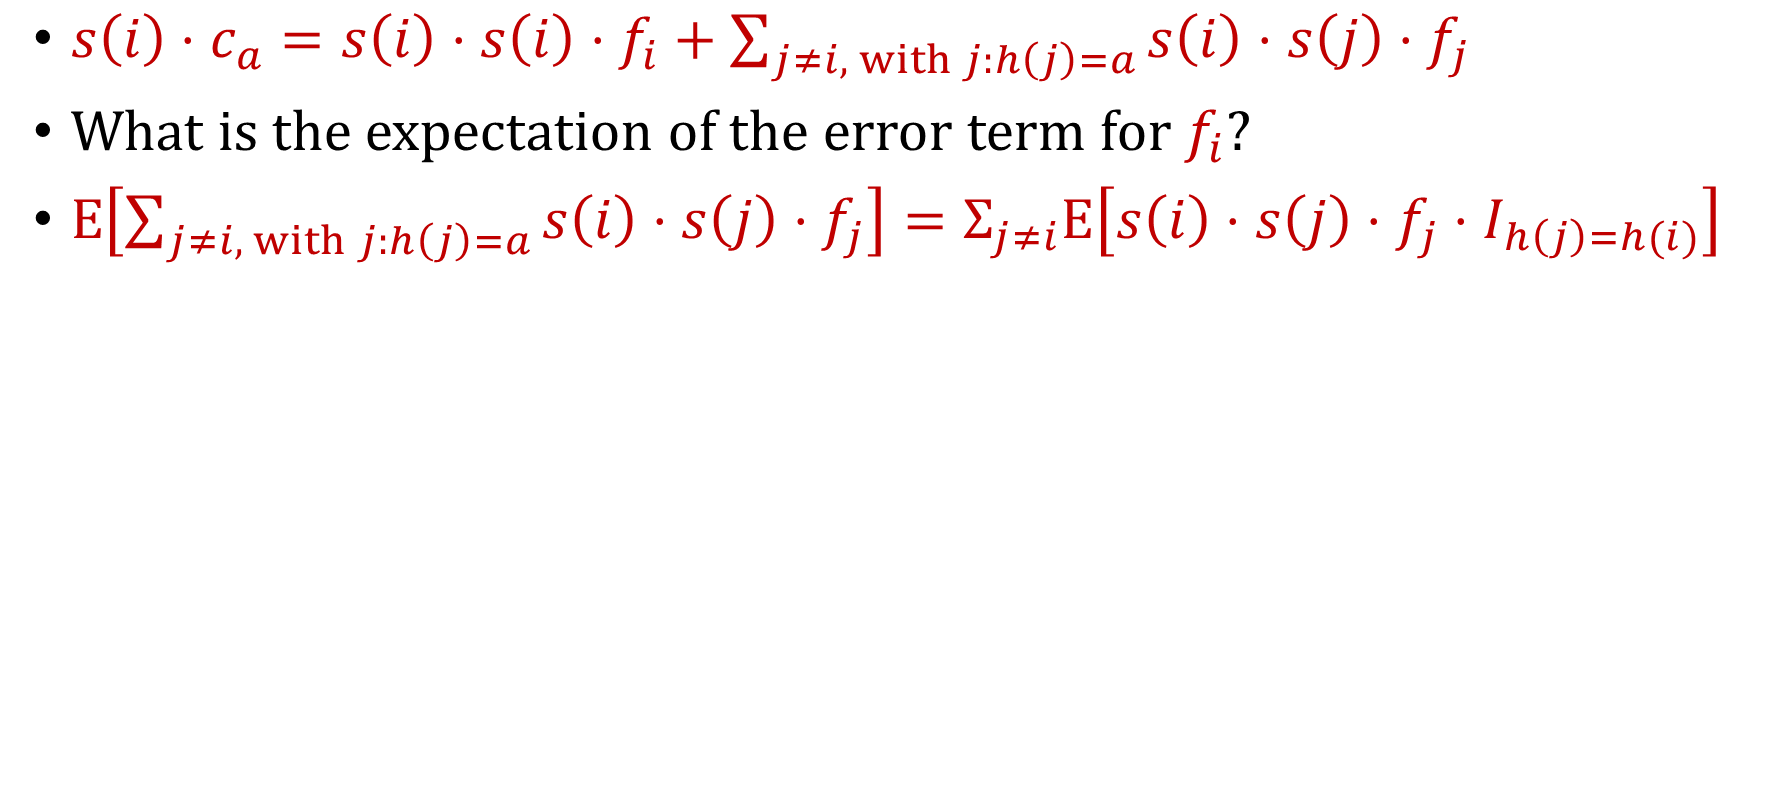 • s(i) · c_a = s(i) · s(i) · f_i + ∑_{j≠i, with j:h(j)=a} s(i) · s(j) · f_j
• What is the expectation of the error term for f_i?
• E[∑_{j≠i, with j:h(j)=a} s(i) · s(j) · f_j] = Σ_{j≠i}E[s(i) · s(j) · f_j · I_{h(j)=h(i)}]